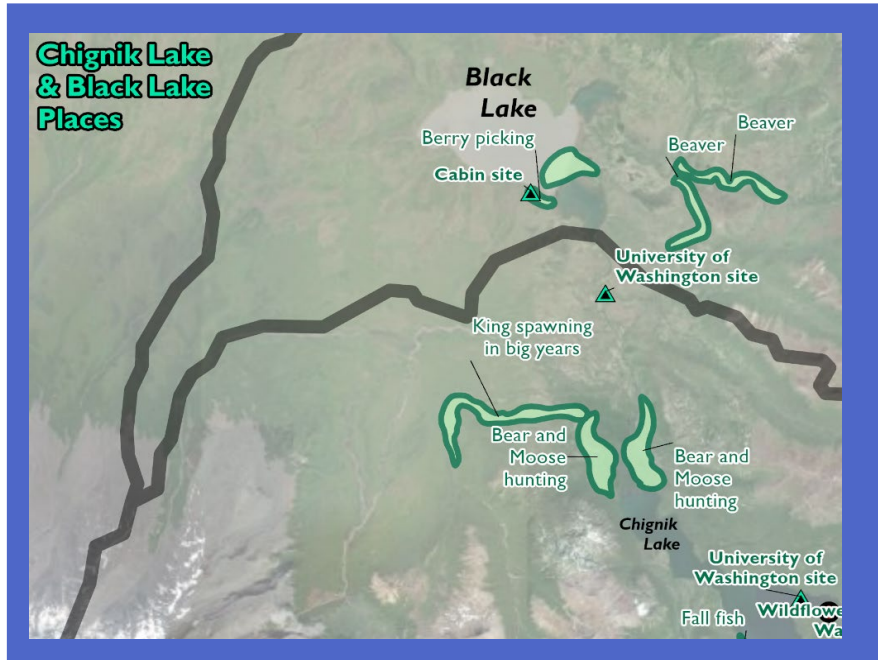 Chignik Lake
& Black Lake
Places
Black
Lake
Berry picking
Cabin site
Beaver
Beaver
University of
Washington site
King spawning
in big years
Bear and
Moose
hunting
Bear and
Moose
hunting
Chignik
Lake
University of
Washington site
Fall fish
Wildflowe
Wa